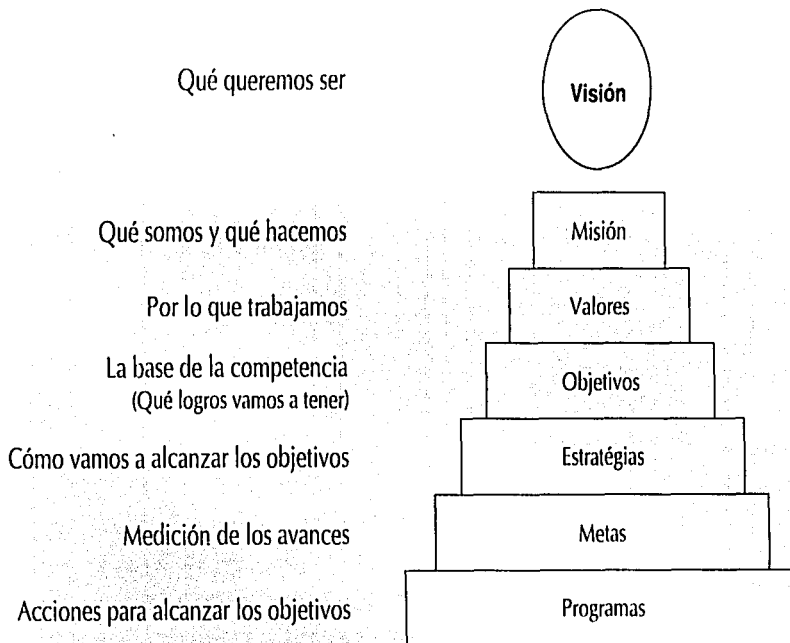 Qué queremos ser
Visión
Qué somos y qué hacemos
Misión
Por lo que trabajamos
Valores
La base de la competencia
(Qué logros vamos a tener)
Objetivos
Cómo vamos a alcanzar los objetivos
Estratégias
Medición de los avances
Metas
Acciones para alcanzar los objetivos
Programas